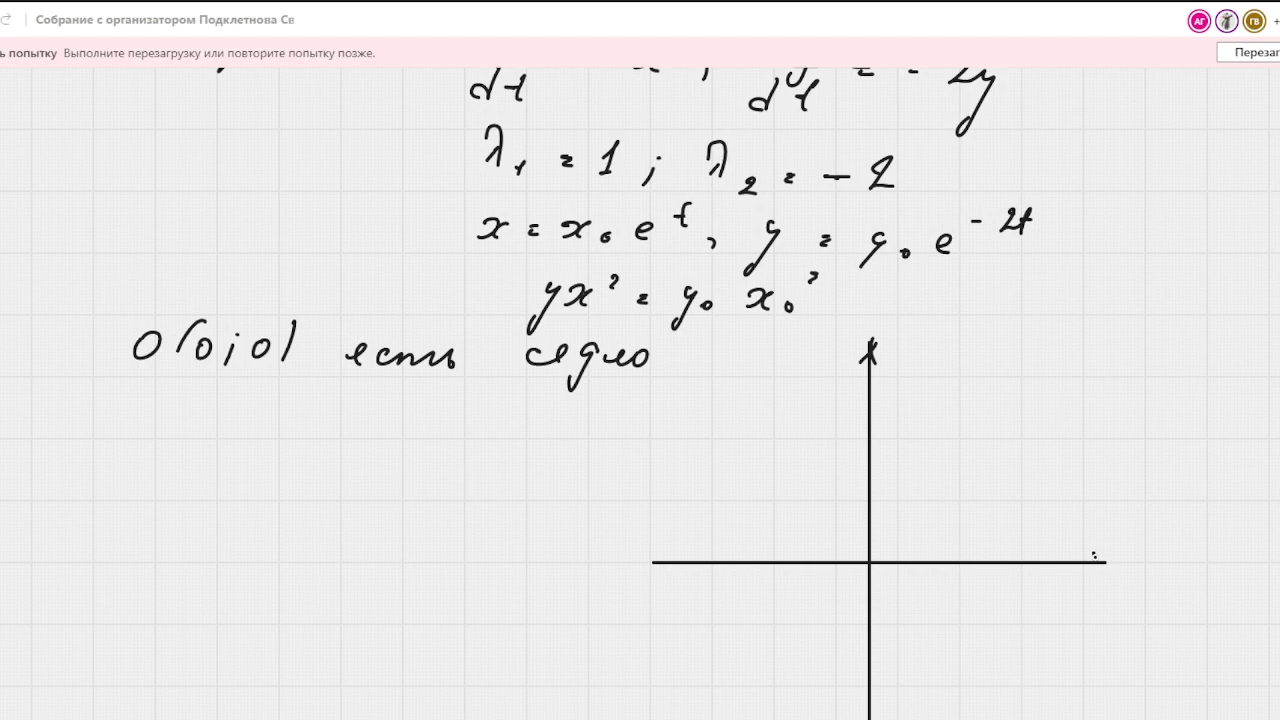 Собрание с организатором Подклетнова Св
АГ ГВ +
ь попытку Выполните перезагрузку или повторите попытку позже.
Перезаг
dt dt = - 2y
λ₁ = 1 ; λ₂ = - 2
x = x₀ e^t, y = y₀ e^{-2t}
yx² = y₀ x₀²
O(0;0) есть седло